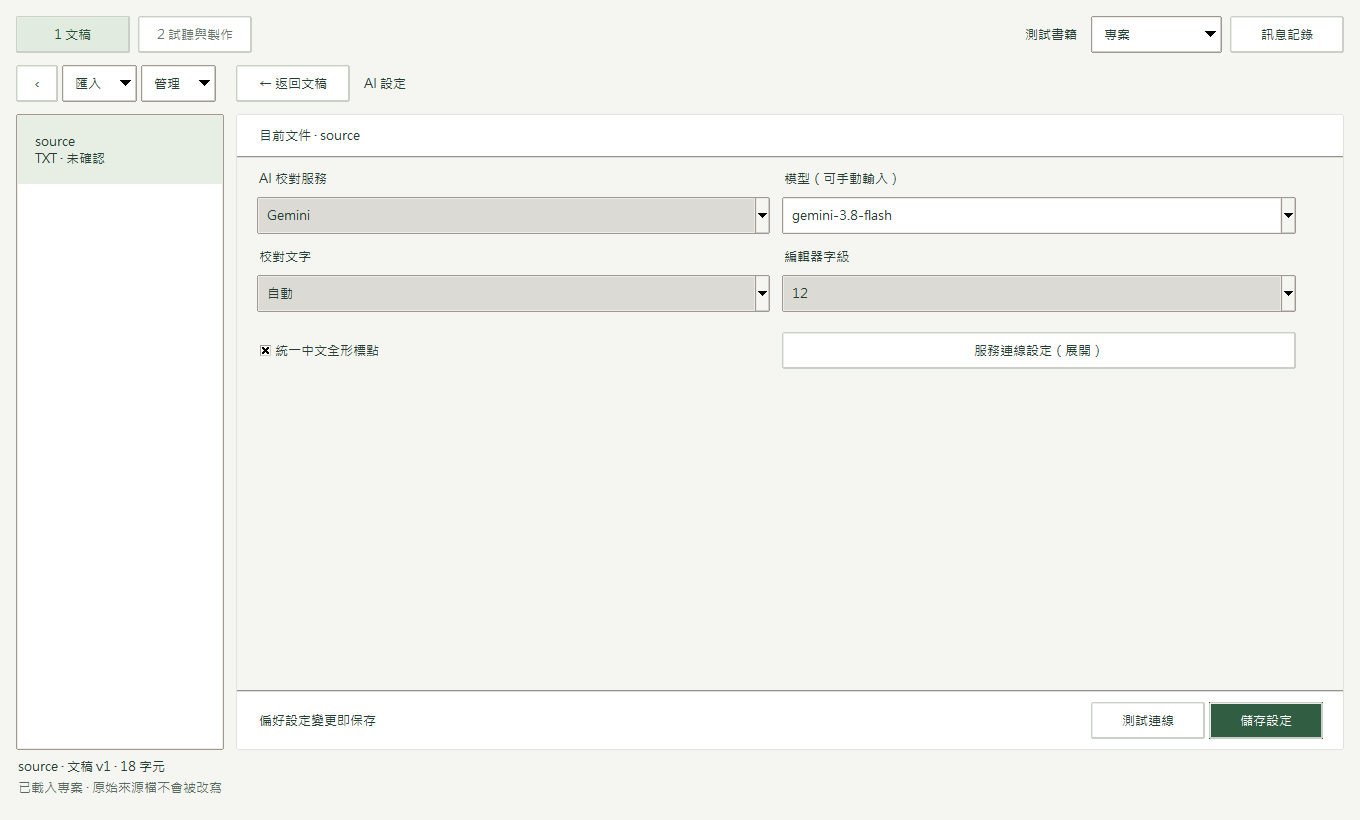 1 文稿
2 試聽與製作
測試書籍
專案
訊息記錄
‹
匯入
管理
← 返回文稿
AI 設定
source
TXT · 未確認
目前文件 · source
AI 校對服務
模型（可手動輸入）
Gemini
gemini-3.8-flash
校對文字
編輯器字級
自動
12
統一中文全形標點
服務連線設定（展開）
偏好設定變更即保存
測試連線
儲存設定
source · 文稿 v1 · 18 字元
已載入專案 · 原始來源檔不會被改寫